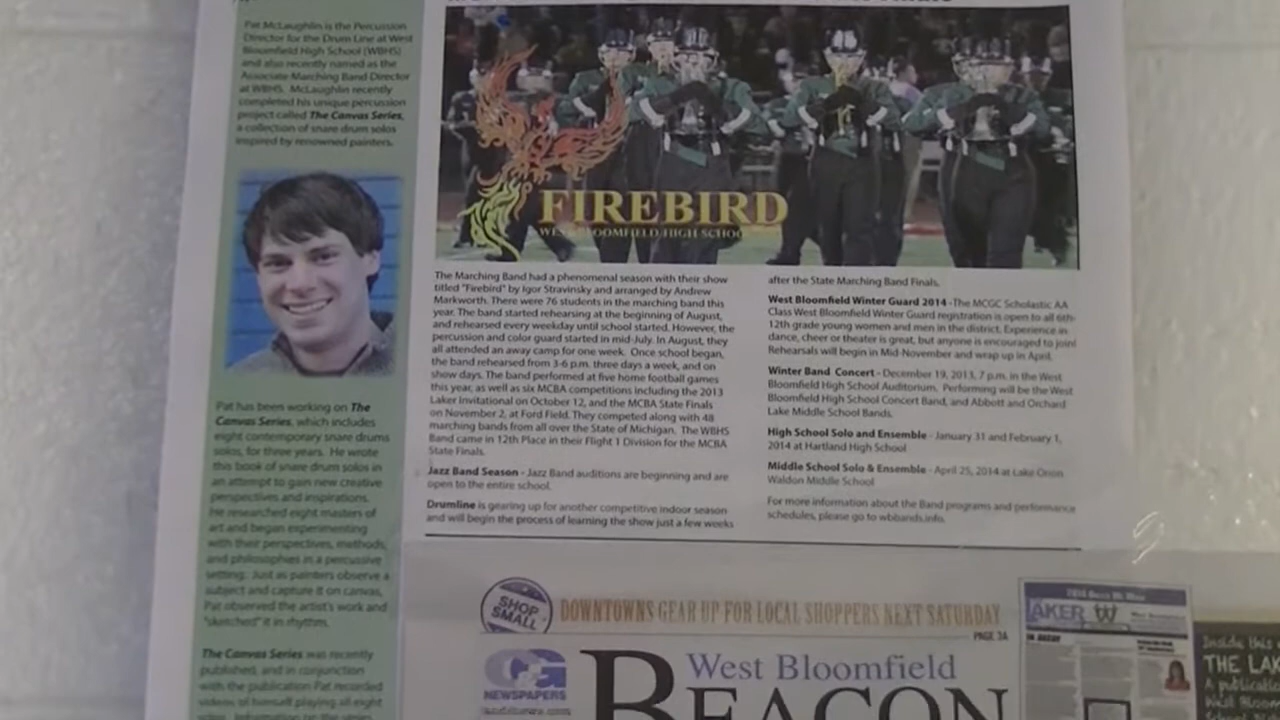 Pat McLaughlin is the Percussion
Director for the Drum Line at West
Bloomfield High School (WBHS)
and also recently named as the
Associate Marching Band Director
at WBHS. McLaughlin recently
completed his unique percussion
project called The Canvas Series,
a collection of snare drum solos
inspired by renowned painters.
Pat has been working on The
Canvas Series, which includes
eight contemporary snare drum
solos, for three years. He wrote
this book of snare drum solos in
an attempt to gain new creative
perspectives and inspirations.
He researched eight masters of
art and began experimenting
with their perspectives, methods,
and philosophies in a percussive
setting. Just as painters observe a
subject and capture it on canvas,
Pat observed the artist's work and
"sketched" it in rhythm.
The Canvas Series was recently
published, and in conjunction
with the publication Pat recorded
videos of himself playing all eight
FIREBIRD
WEST BLOOMFIELD HIGH SCHOOL
The Marching Band had a phenomenal season with their show
titled "Firebird" by Igor Stravinsky and arranged by Andrew
Markworth. There were 76 students in the marching band this
year. The band started rehearsing at the beginning of August,
and rehearsed every weekday until school started. However, the
percussion and color guard started in mid-July. In August, they
all attended an away camp for one week. Once school began,
the band rehearsed from 3-6 p.m. three days a week, and on
show days. The band performed at five home football games
this year, as well as six MCBA competitions including the 2013
Laker Invitational on October 12, and the MCBA State Finals
on November 2, at Ford Field. They competed along with 48
marching bands from all over the State of Michigan. The WBHS
Band came in 12th Place in their Flight 1 Division for the MCBA
State Finals.
Jazz Band Season - Jazz Band auditions are beginning and are
open to the entire school.
Drumline is gearing up for another competitive indoor season
and will begin the process of learning the show just a few weeks
after the State Marching Band Finals.
West Bloomfield Winter Guard 2014 - The MCGC Scholastic AA
Class West Bloomfield Winter Guard registration is open to all 6th-
12th grade young women and men in the district. Experience in
dance, cheer or theater is great, but anyone is encouraged to join!
Rehearsals will begin in Mid-November and wrap up in April.
Winter Band Concert - December 19, 2013, 7 p.m. in the West
Bloomfield High School Auditorium. Performing will be the West
Bloomfield High School Concert Band, and Abbott and Orchard
Lake Middle School Bands.
High School Solo and Ensemble - January 31 and February 1,
2014 at Hartland High School
Middle School Solo & Ensemble - April 25, 2014 at Lake Orion
Waldon Middle School
For more information about the Band programs and performance
schedules, please go to wbbands.info.
SHOP
SMALL
DOWNTOWNS GEAR UP FOR LOCAL SHOPPERS NEXT SATURDAY
PAGE 3A
C&G
NEWSPAPERS
West Bloomfield
BEACON
LAKER W
Inside this
THE LAK
A publicatio
West Bloom